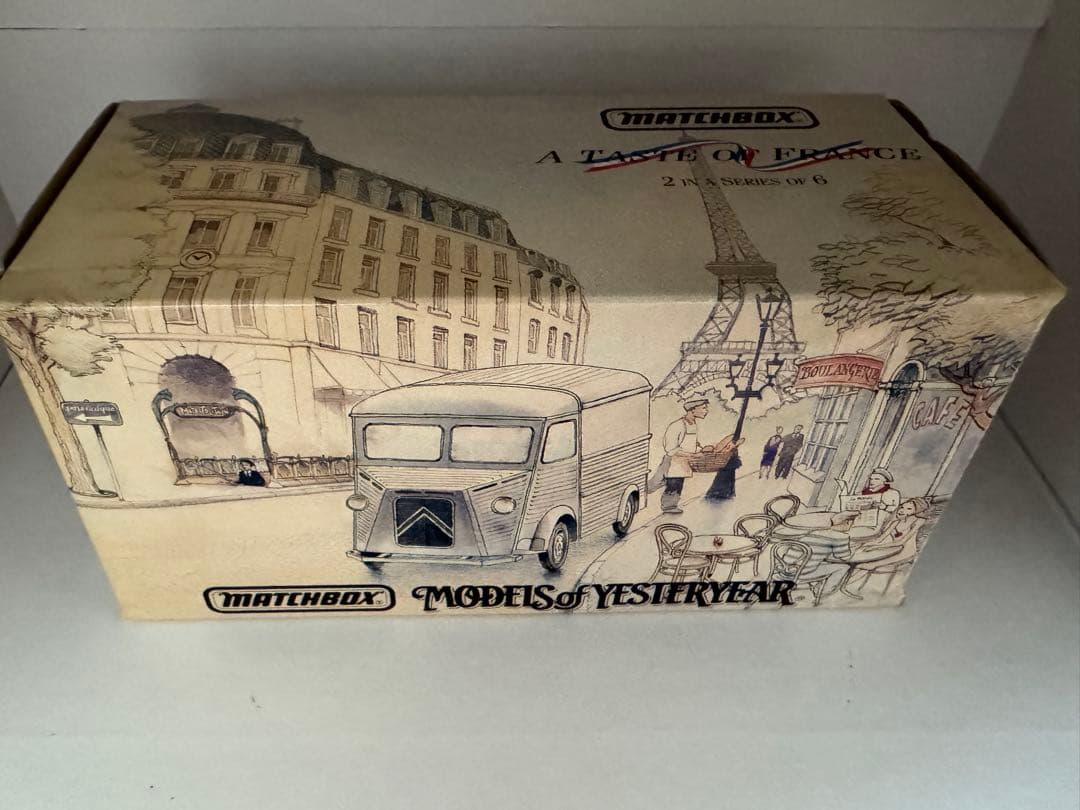 MATCHBOX
A TASTE OF FRANCE
2 IN A SERIES OF 6
BOULANGERIE
CAFE
MATCHBOX MODELS of YESTERYEAR